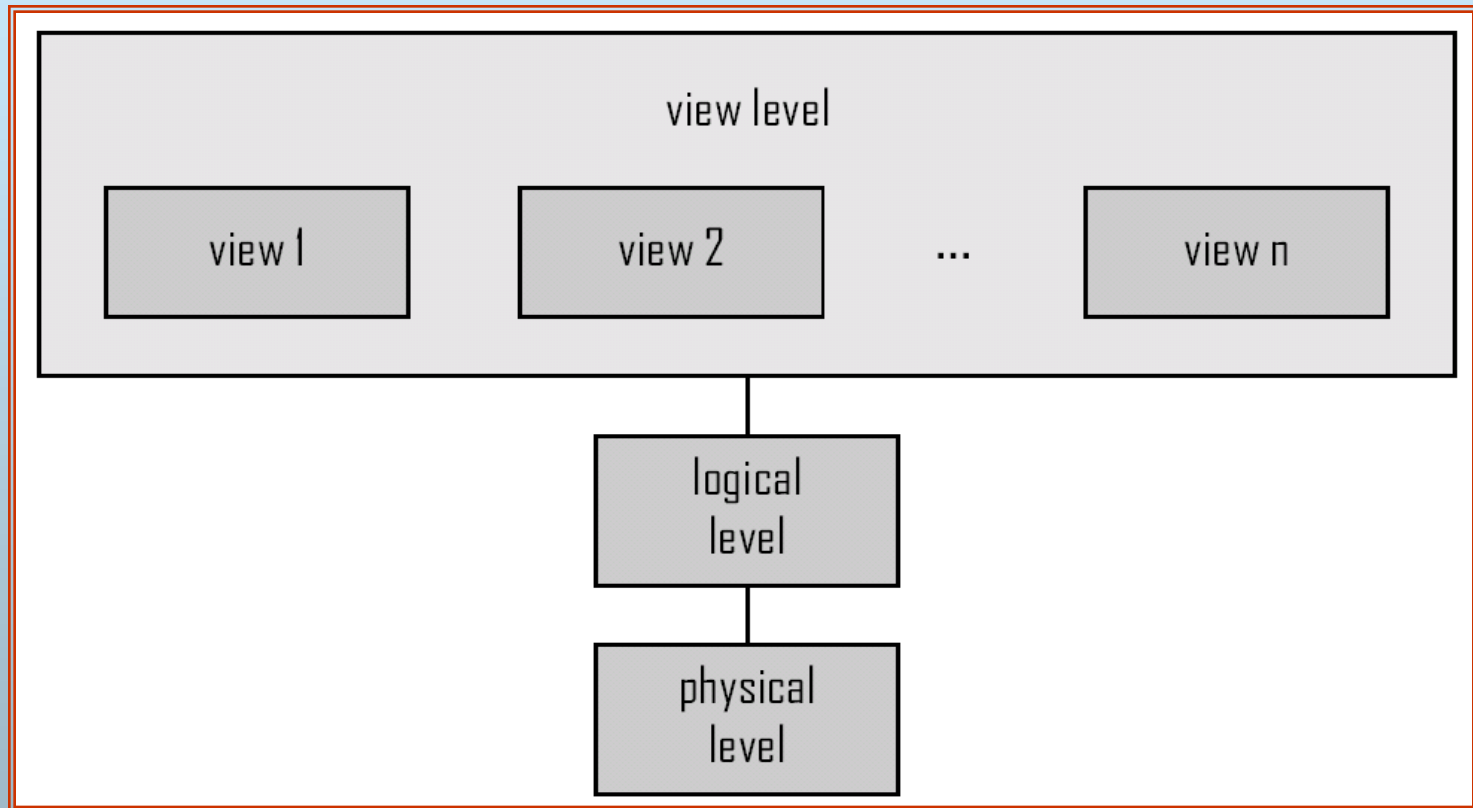 view level
view 1
view 2
...
view n
logical
level
physical
level